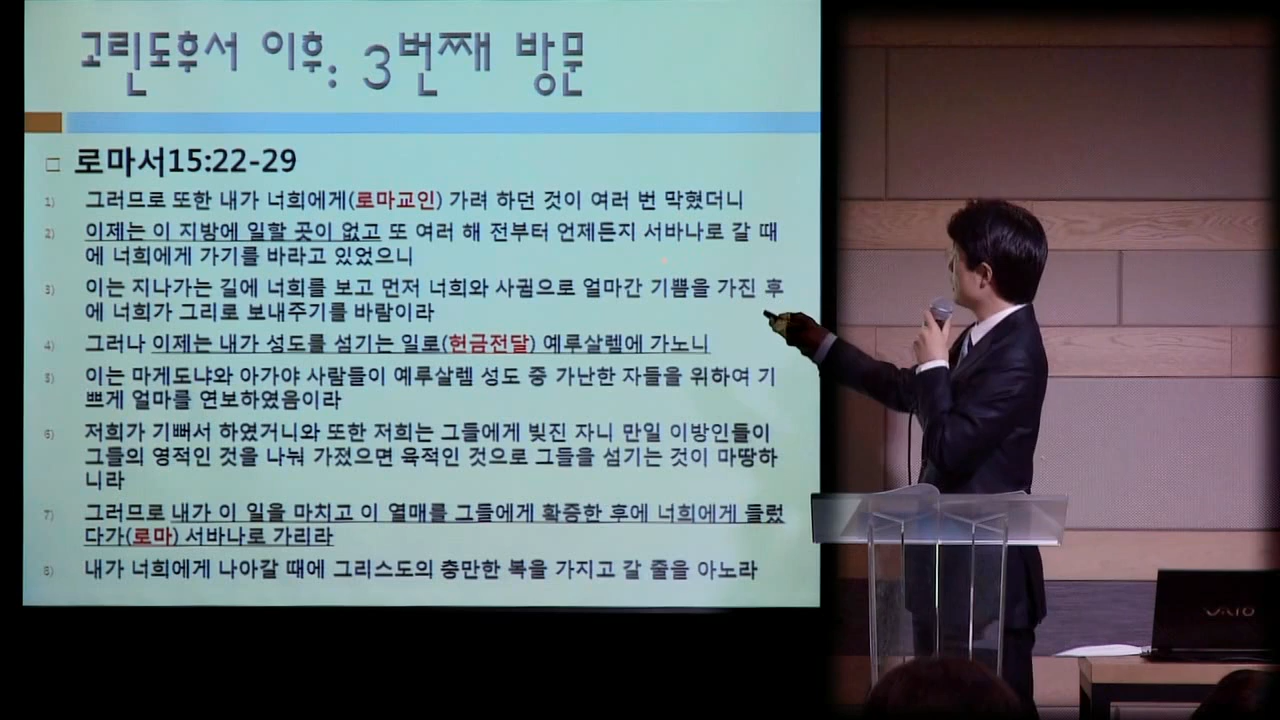 고린도후서 이후: 3번째 방문
□ 로마서15:22-29
1) 그러므로 또한 내가 너희에게(로마교인) 가려 하던 것이 여러 번 막혔더니
2) 이제는 이 지방에 일할 곳이 없고 또 여러 해 전부터 언제든지 서바나로 갈 때
에 너희에게 가기를 바라고 있었으니
3) 이는 지나가는 길에 너희를 보고 먼저 너희와 사귐으로 얼마간 기쁨을 가진 후
에 너희가 그리로 보내주기를 바람이라
4) 그러나 이제는 내가 성도를 섬기는 일로(헌금전달) 예루살렘에 가노니
5) 이는 마게도냐와 아가야 사람들이 예루살렘 성도 중 가난한 자들을 위하여 기
쁘게 얼마를 연보하였음이라
6) 저희가 기뻐서 하였거니와 또한 저희는 그들에게 빚진 자니 만일 이방인들이
그들의 영적인 것을 나눠 가졌으면 육적인 것으로 그들을 섬기는 것이 마땅하
니라
7) 그러므로 내가 이 일을 마치고 이 열매를 그들에게 확증한 후에 너희에게 들렀
다가(로마) 서바나로 가리라
8) 내가 너희에게 나아갈 때에 그리스도의 충만한 복을 가지고 갈 줄을 아노라
VAIO